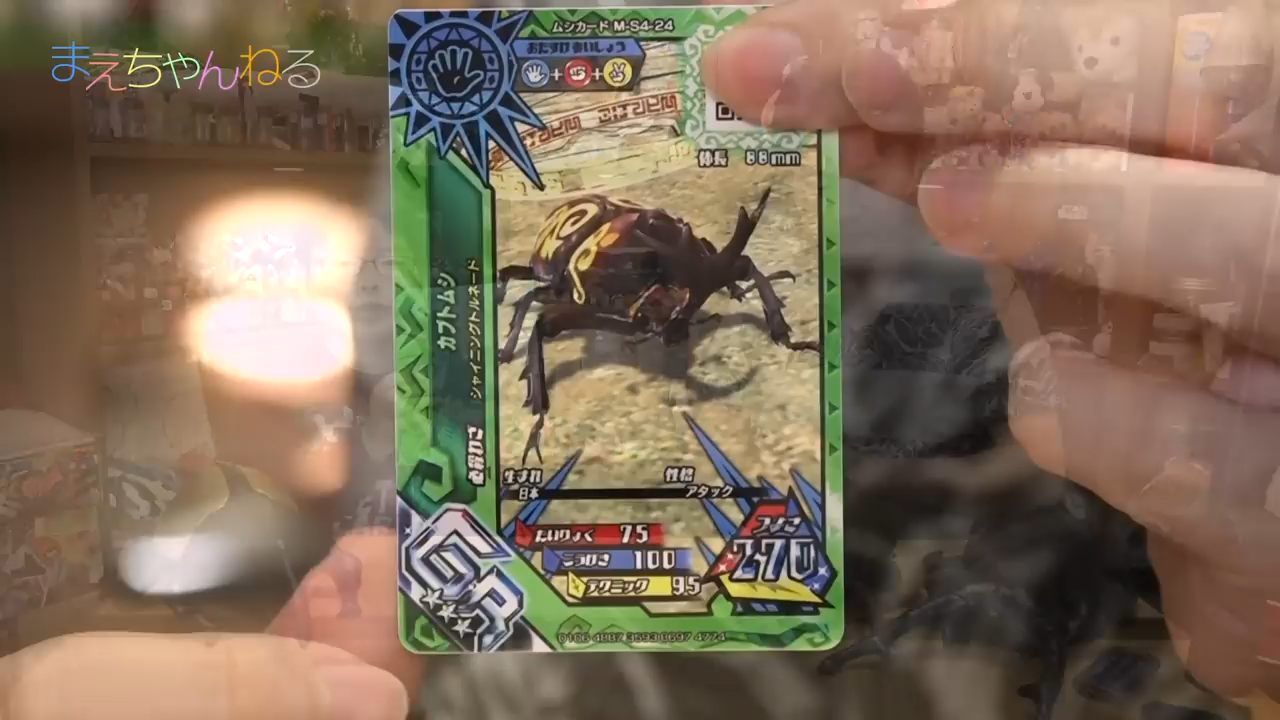 まえちゃんねる
ムシカード M-S4-24
おたすけあいしょう
体長 88mm
カブトムシ
必殺わざ シャイニングトルネード
生まれ
日本
性格
アタック
つよさ
270
たいりょく 75
こうげき 100
テクニック 95
GR